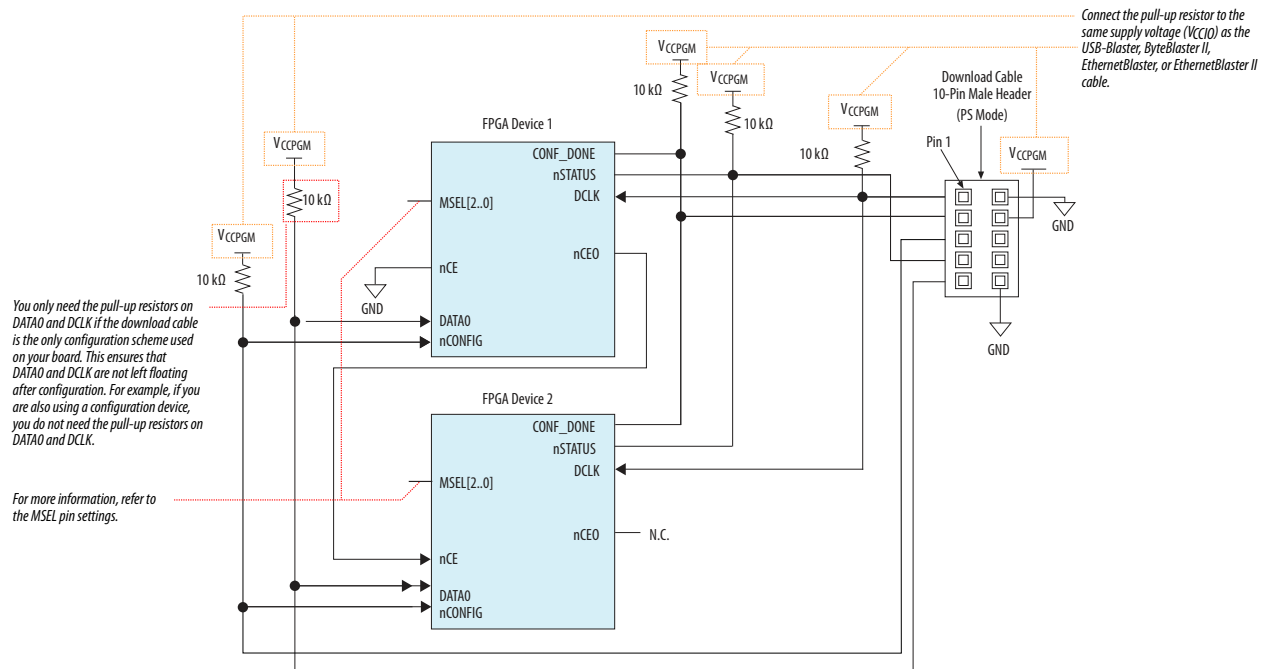 Connect the pull-up resistor to the
same supply voltage (VCCIO) as the
USB-Blaster, ByteBlaster II,
EthernetBlaster, or EthernetBlaster II
cable.
VCCPGM
VCCPGM
10 kΩ
Download Cable
10-Pin Male Header
(PS Mode)
VCCPGM
10 kΩ
FPGA Device 1
VCCPGM
10 kΩ
Pin 1
VCCPGM
CONF_DONE
nSTATUS
DCLK
MSEL[2..0]
10 kΩ
GND
VCCPGM
10 kΩ
nCEO
nCE
GND
DATA0
nCONFIG
GND
You only need the pull-up resistors on
DATA0 and DCLK if the download cable
is the only configuration scheme used
on your board. This ensures that
DATA0 and DCLK are not left floating
after configuration. For example, if you
are also using a configuration device,
you do not need the pull-up resistors on
DATA0 and DCLK.
FPGA Device 2
CONF_DONE
nSTATUS
DCLK
MSEL[2..0]
For more information, refer to
the MSEL pin settings.
nCEO
N.C.
nCE
DATA0
nCONFIG